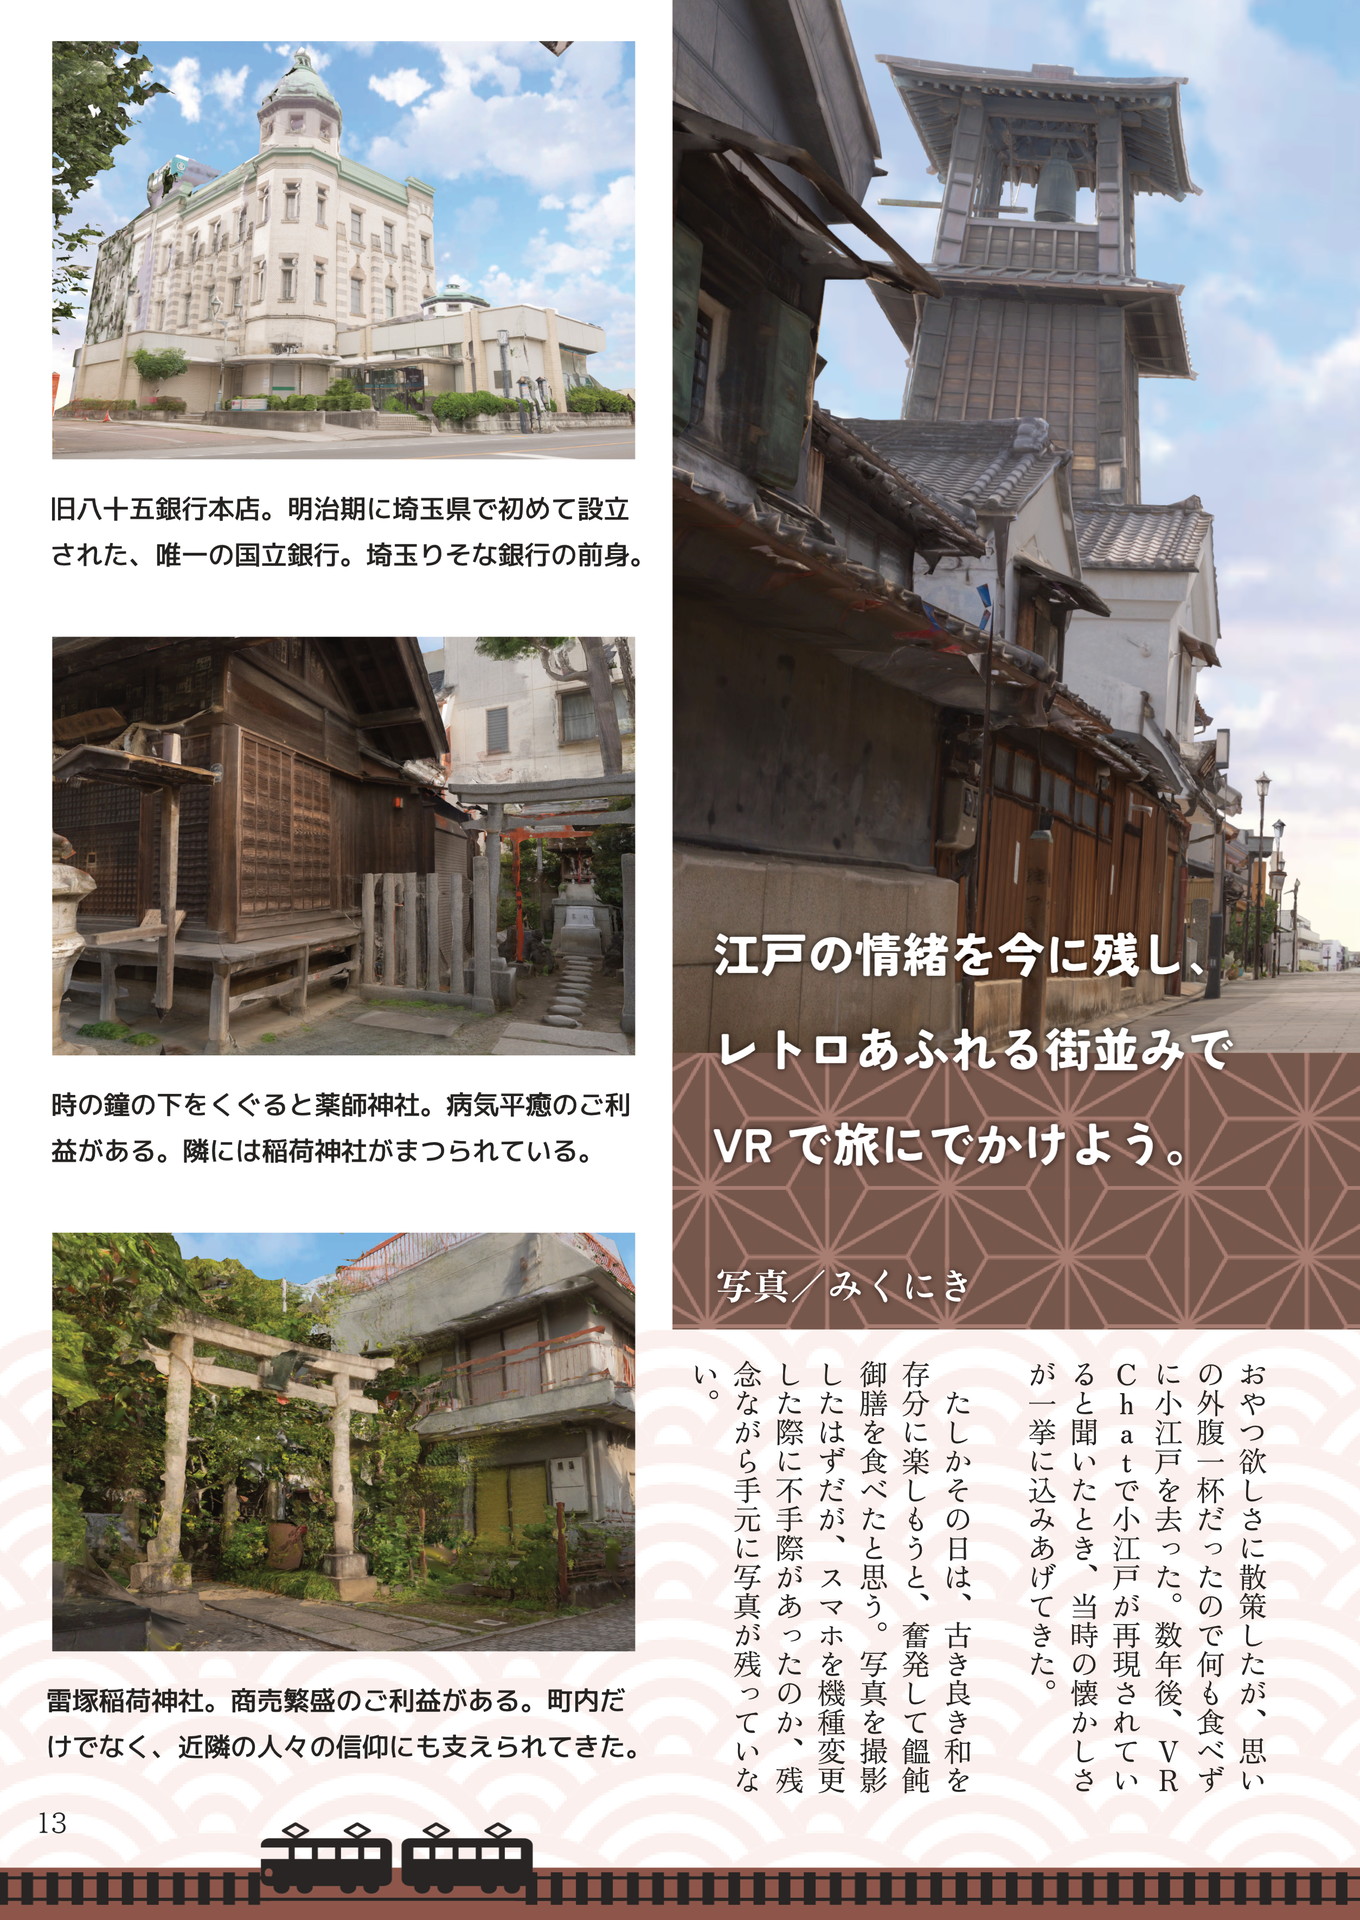 江戸の情緒を今に残し、
レトロあふれる街並みで
VRで旅にでかけよう。
写真／みくにき
おやつ欲しさに散策したが、思い
の外腹一杯だったので何も食べず
に小江戸を去った。数年後、VR
Chatで小江戸が再現されてい
ると聞いたとき、当時の懐かしさ
が一挙に込みあげてきた。
たしかその日は、古き良き和を
存分に楽しもうと、奮発して饂飩
御膳を食べたと思う。写真を撮影
したはずだが、スマホを機種変更
した際に不手際があったのか、残
念ながら手元に写真が残っていな
い。
旧八十五銀行本店。明治期に埼玉県で初めて設立
された、唯一の国立銀行。埼玉りそな銀行の前身。
時の鐘の下をくぐると薬師神社。病気平癒のご利
益がある。隣には稲荷神社がまつられている。
雷塚稲荷神社。商売繁盛のご利益がある。町内だ
けでなく、近隣の人々の信仰にも支えられてきた。
13